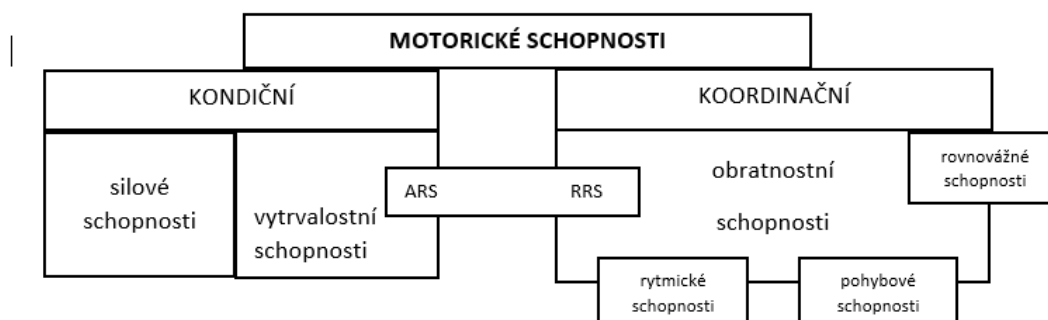 MOTORICKÉ SCHOPNOSTI
KONDIČNÍ
KOORDINAČNÍ
silové
schopnosti
vytrvalostní
schopnosti
ARS
RRS
obratnostní
schopnosti
rovnovážné
schopnosti
rytmické
schopnosti
pohybové
schopnosti